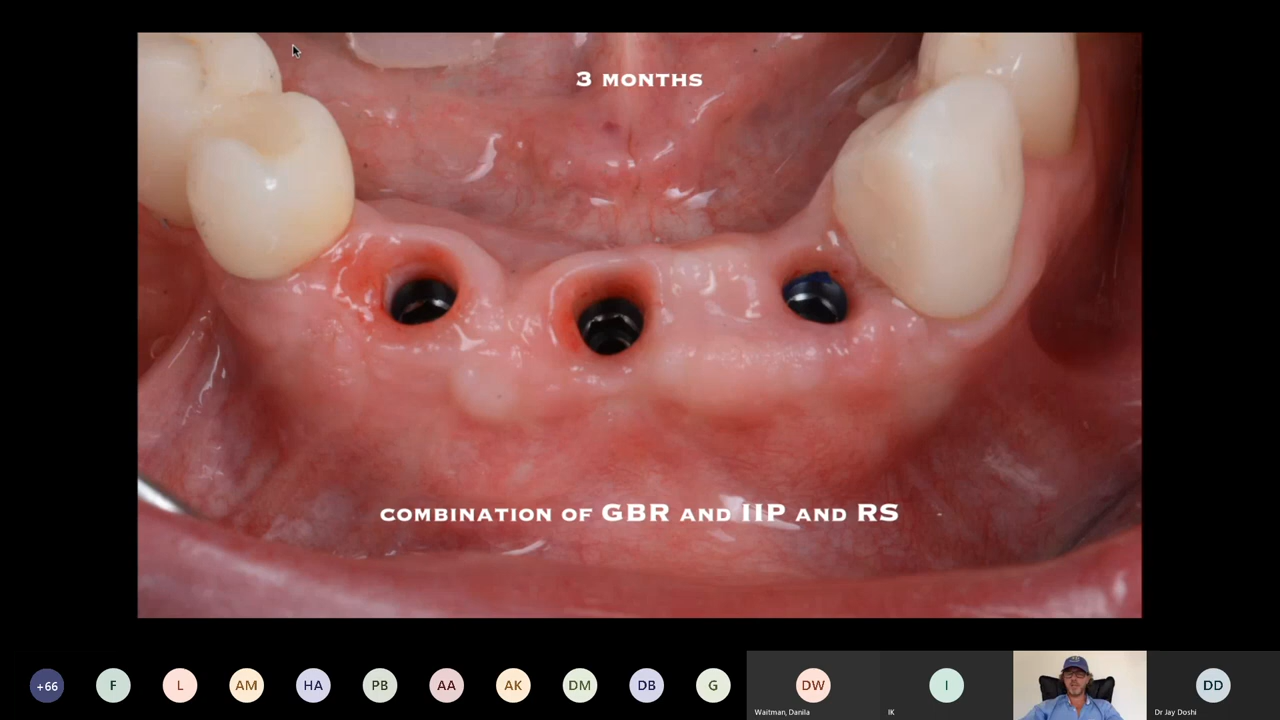 3 MONTHS
COMBINATION OF GBR AND IIP AND RS
+66
F
L
AM
HA
PB
AA
AK
DM
DB
G
DW
Waitman, Danila
I
IK
DD
Dr Jay Doshi